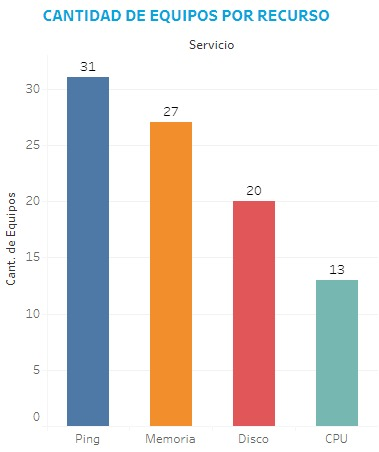 CANTIDAD DE EQUIPOS POR RECURSO
Servicio
Cant. de Equipos
30
25
20
15
10
5
0
31
27
20
13
Ping
Memoria
Disco
CPU